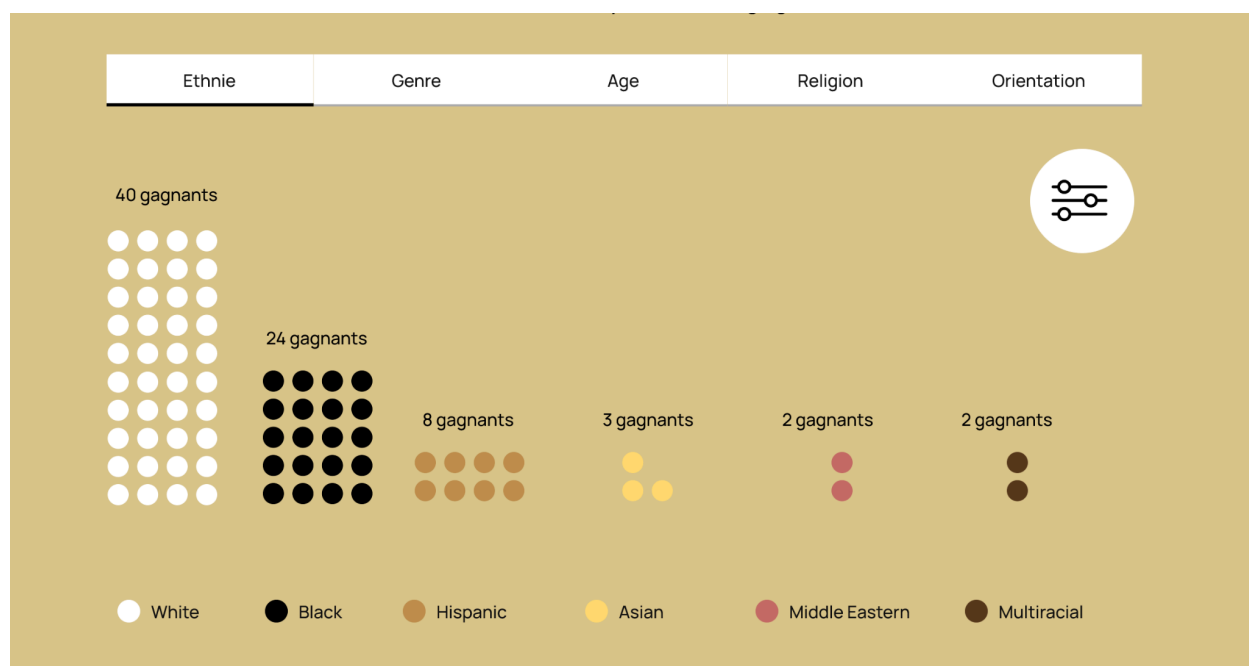 Ethnie
Genre
Age
Religion
Orientation
40 gagnants
24 gagnants
8 gagnants
3 gagnants
2 gagnants
2 gagnants
White
Black
Hispanic
Asian
Middle Eastern
Multiracial